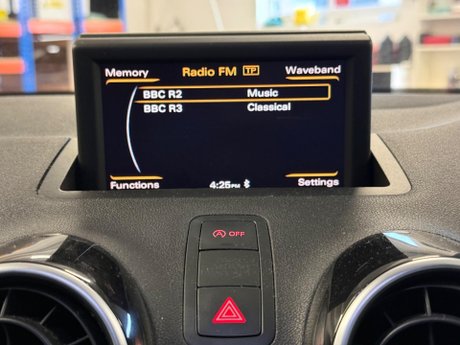 Memory Radio FM TP Waveband
BBC R2 Music
BBC R3 Classical
Functions 4:25PM Settings
A OFF